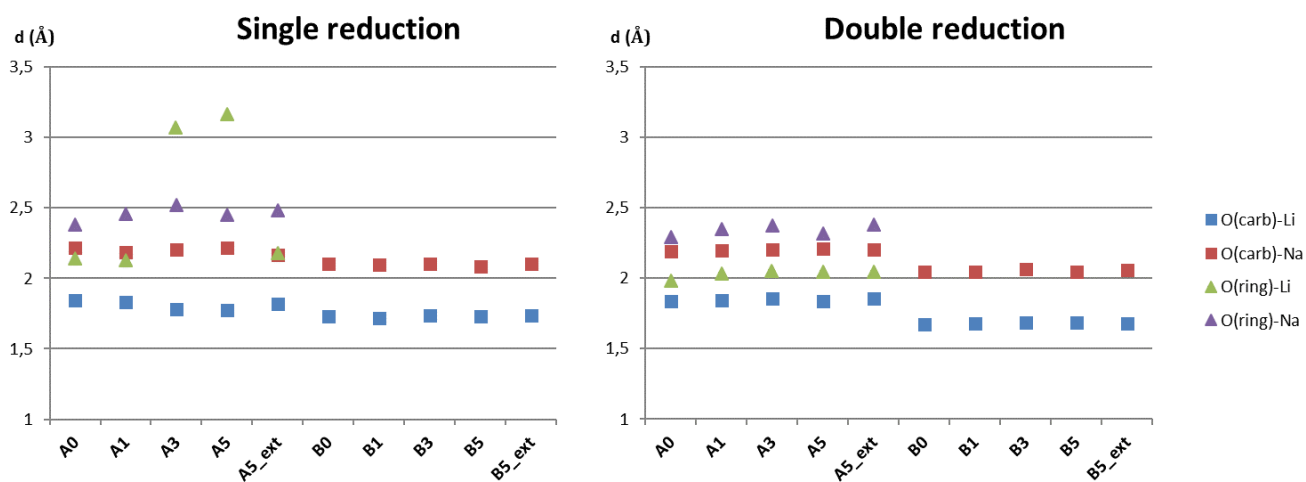 Single reduction
d (Å)
3,5
3
2,5
2
1,5
1
A0
A1
A3
A5
A5_ext
B0
B1
B3
B5
B5_ext
Double reduction
d (Å)
3,5
3
2,5
2
1,5
1
A0
A1
A3
A5
A5_ext
B0
B1
B3
B5
B5_ext
O(carb)-Li
O(carb)-Na
O(ring)-Li
O(ring)-Na